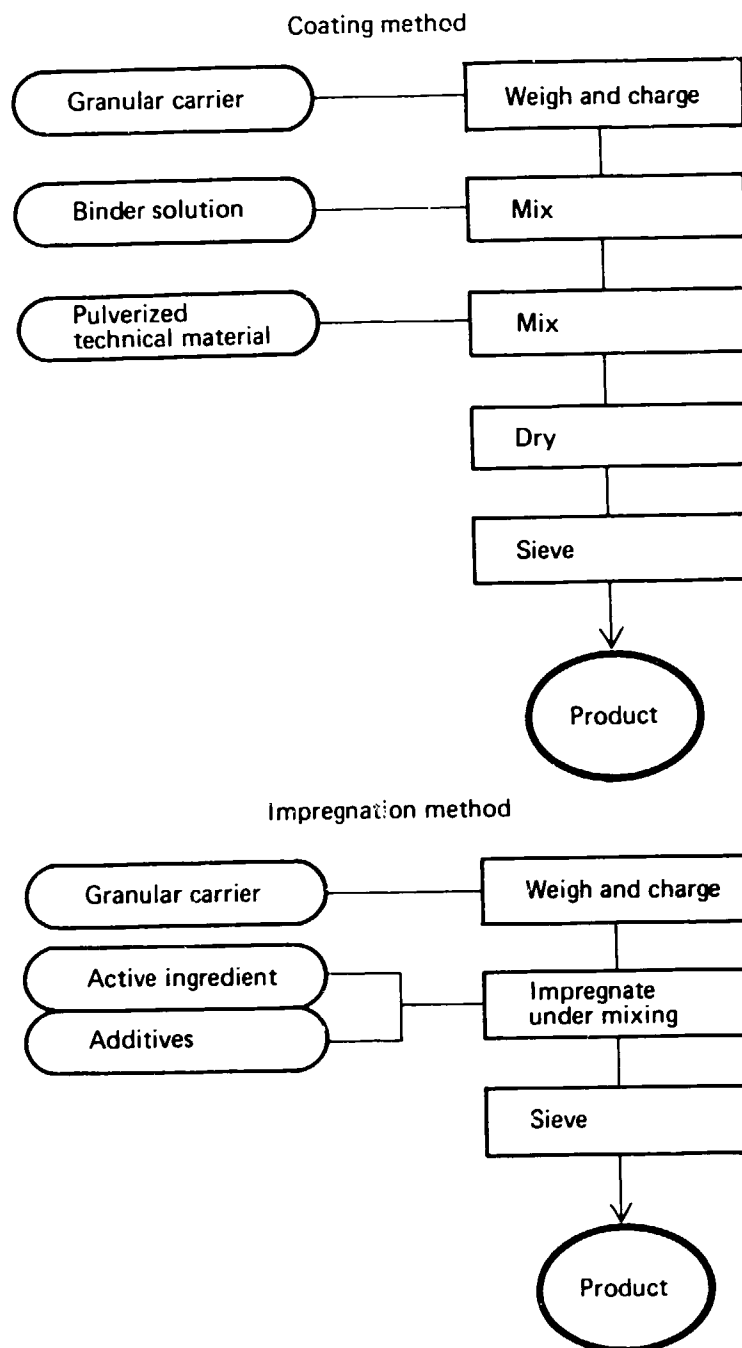 Coating method
Granular carrier
Weigh and charge
Binder solution
Mix
Pulverized
technical material
Mix
Dry
Sieve
Product
Impregnation method
Granular carrier
Weigh and charge
Active ingredient
Impregnate
under mixing
Additives
Sieve
Product